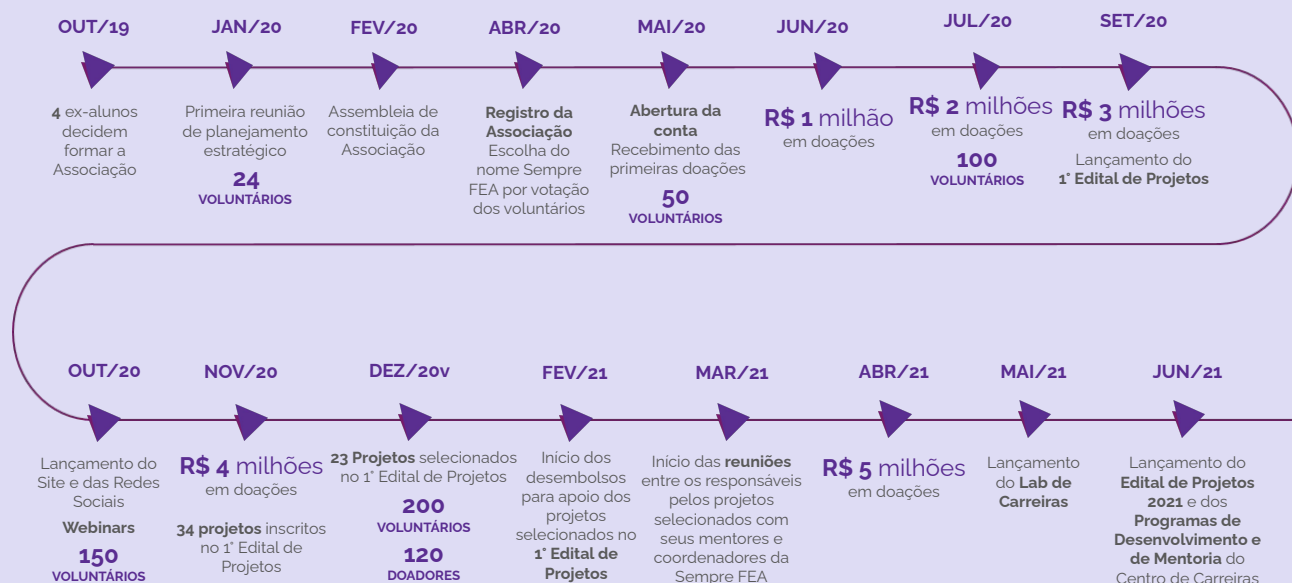 OUT/19
4 ex-alunos
decidem
formar a
Associação
JAN/20
Primeira reunião
de planejamento
estratégico
24
VOLUNTÁRIOS
FEV/20
Assembleia de
constituição da
Associação
ABR/20
Registro da
Associação
Escolha do
nome Sempre
FEA por votação
dos voluntários
MAI/20
Abertura da
conta
Recebimento das
primeiras doações
50
VOLUNTÁRIOS
JUN/20
R$ 1 milhão
em doações
JUL/20
R$ 2 milhões
em doações
100
VOLUNTÁRIOS
SET/20
R$ 3 milhões
em doações
Lançamento do
1° Edital de Projetos
OUT/20
Lançamento do
Site e das Redes
Sociais
Webinars
150
VOLUNTÁRIOS
NOV/20
R$ 4 milhões
em doações
34 projetos inscritos
no 1° Edital de
Projetos
DEZ/20v
23 Projetos selecionados
no 1° Edital de Projetos
200
VOLUNTÁRIOS
120
DOADORES
FEV/21
Início dos
desembolsos
para apoio dos
projetos
selecionados no
1° Edital de
Projetos
MAR/21
Início das reuniões
entre os responsáveis
pelos projetos
selecionados com
seus mentores e
coordenadores da
Sempre FEA
ABR/21
R$ 5 milhões
em doações
MAI/21
Lançamento
do Lab de
Carreiras
JUN/21
Lançamento do
Edital de Projetos
2021 e dos
Programas de
Desenvolvimento e
de Mentoria do
Centro de Carreiras